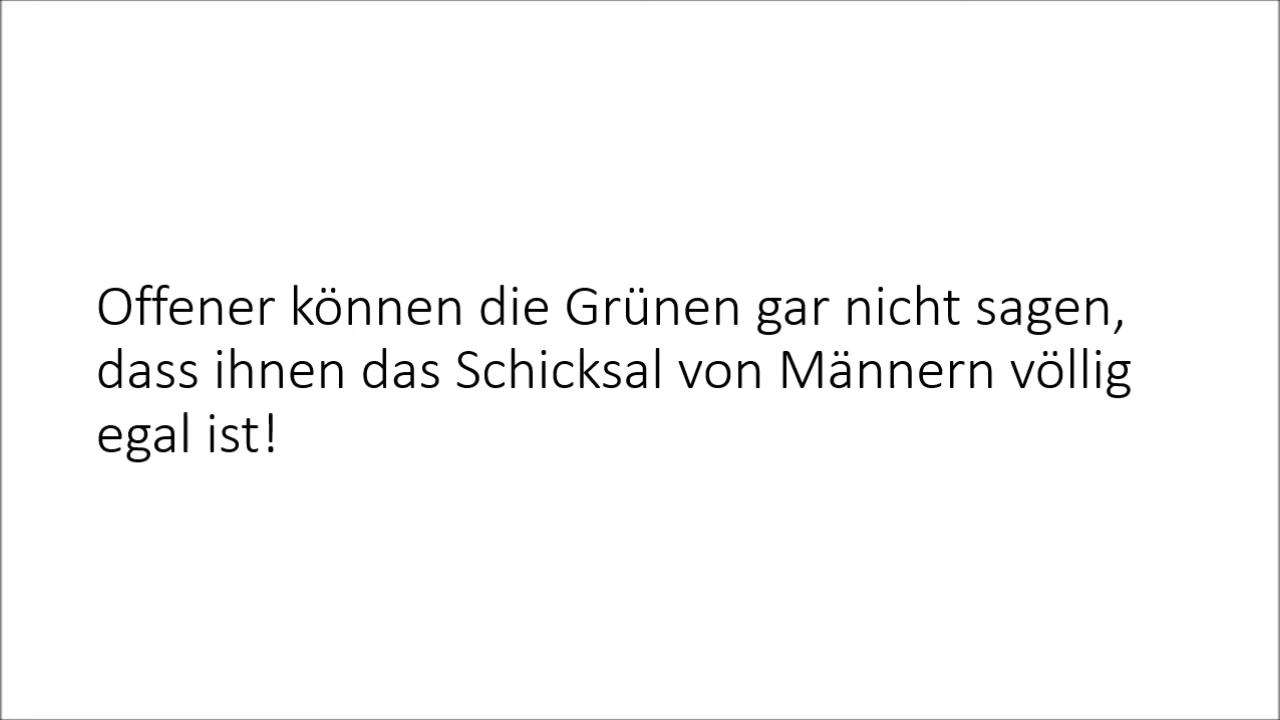 Offener können die Grünen gar nicht sagen,
dass ihnen das Schicksal von Männern völlig
egal ist!